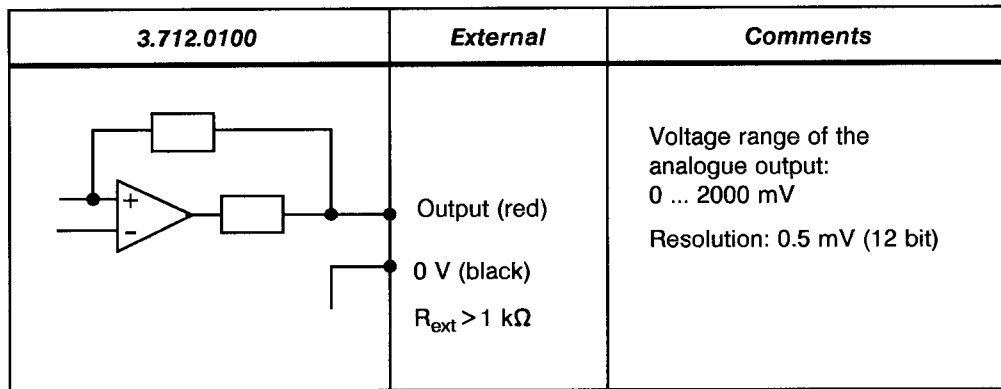 3.712.0100
External
Comments
+
-
Output (red)
0 V (black)
R_ext > 1 kΩ
Voltage range of the
analogue output:
0 ... 2000 mV
Resolution: 0.5 mV (12 bit)